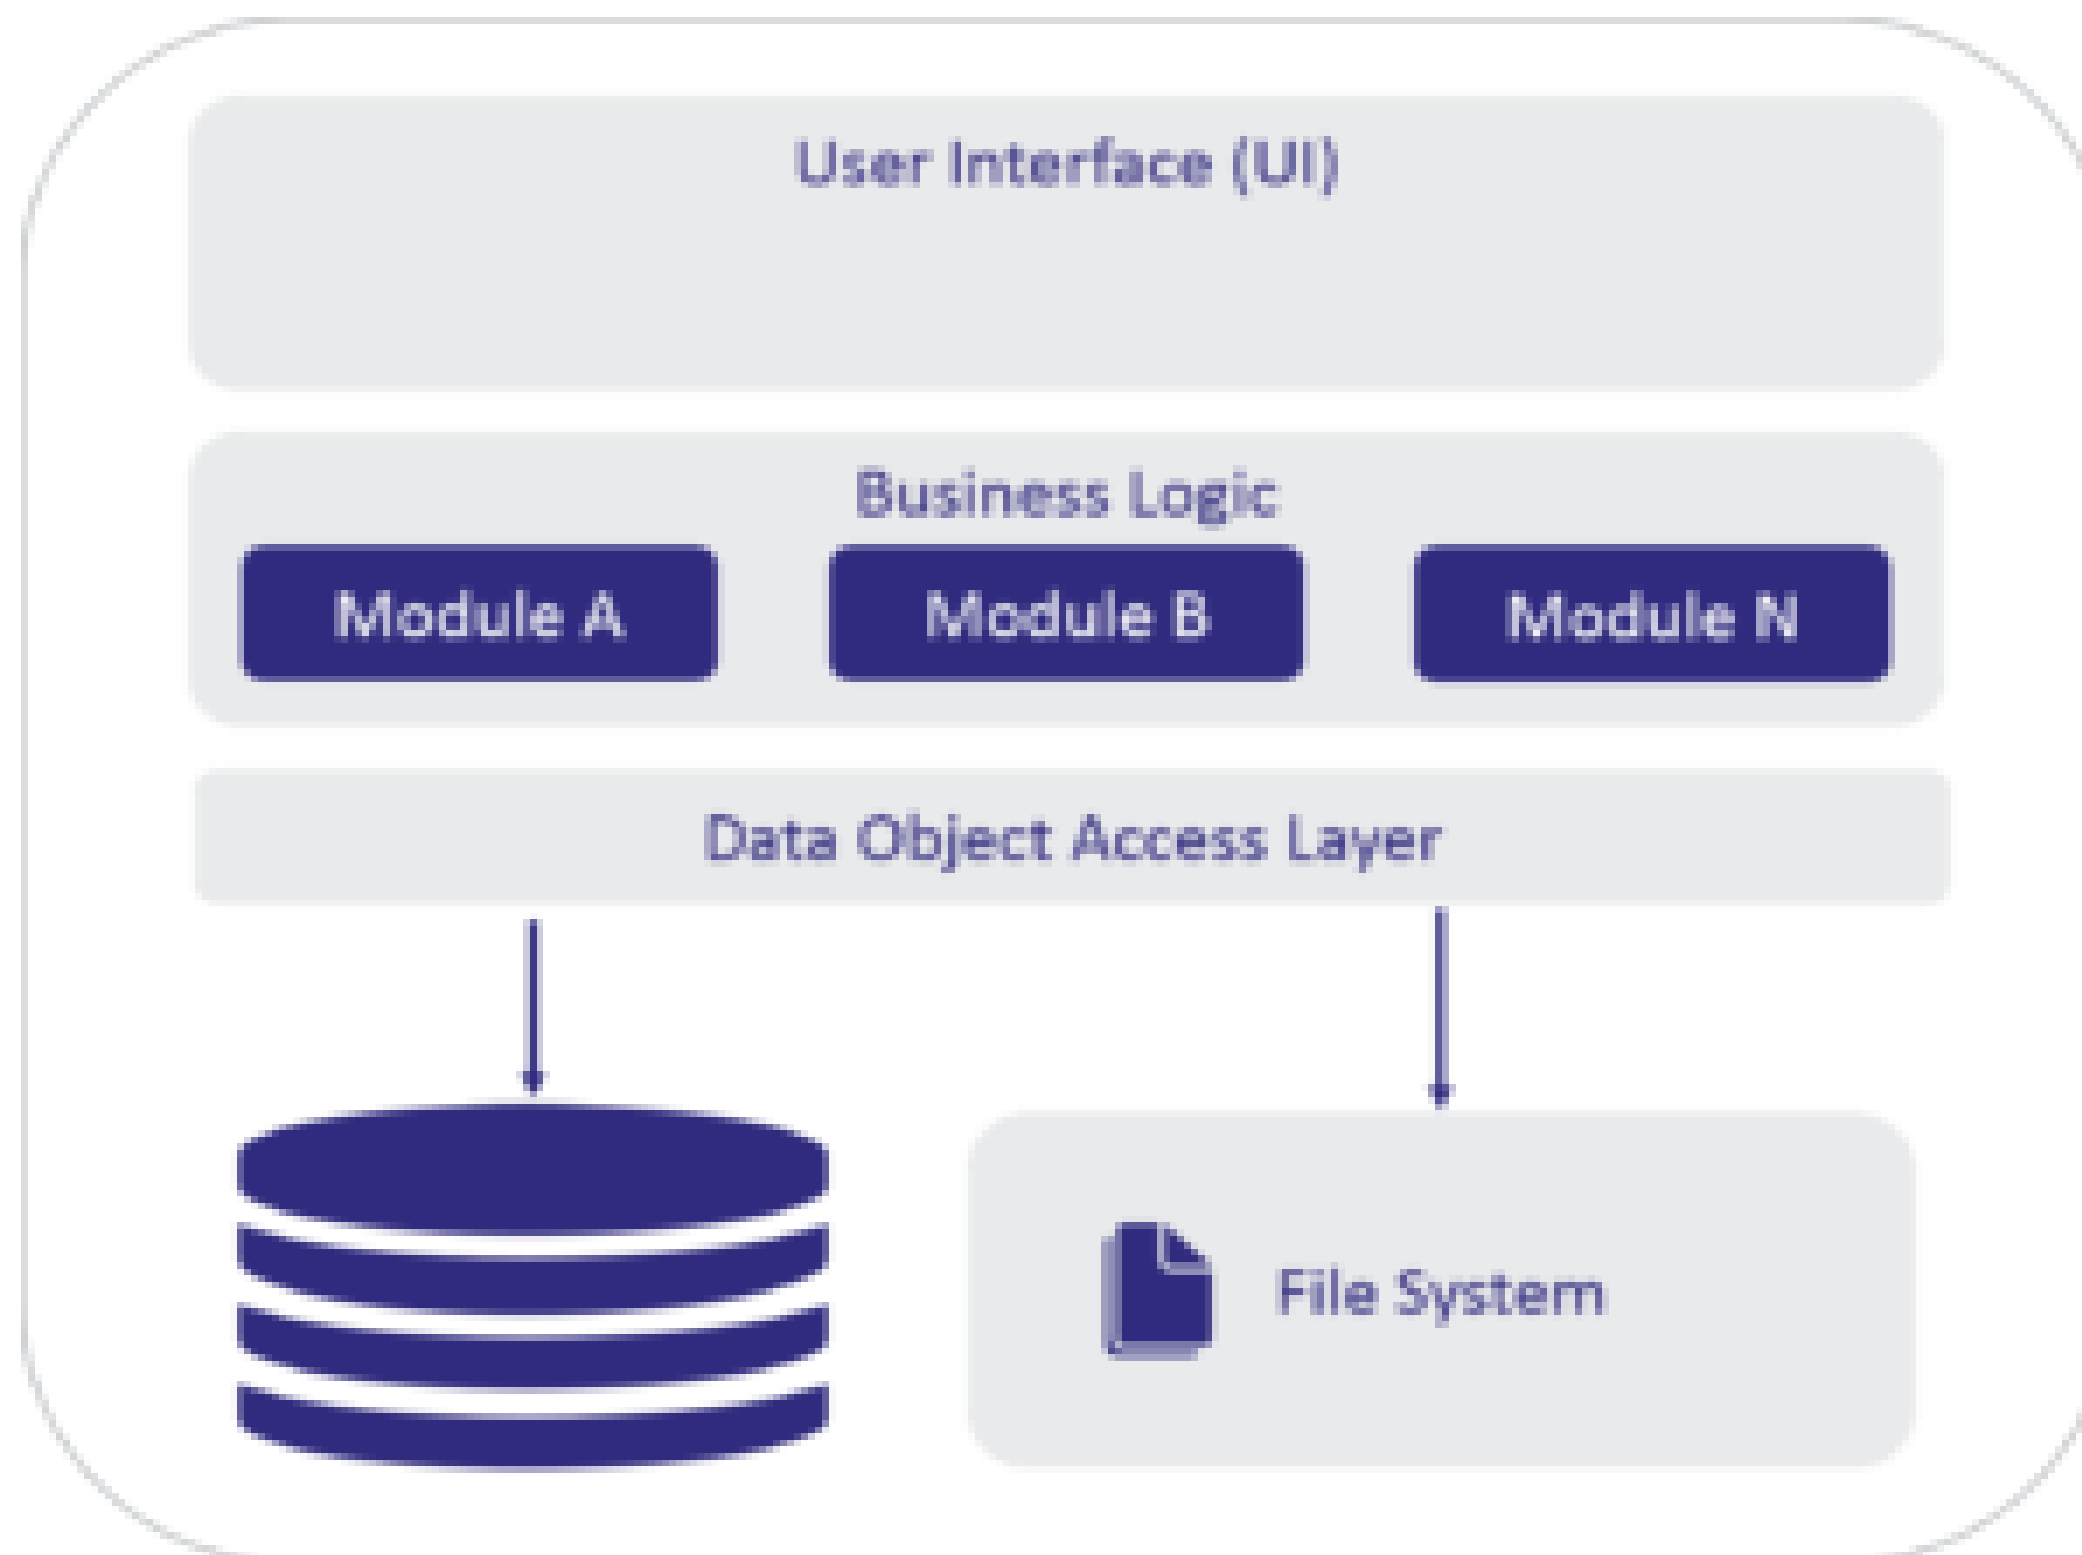 User Interface (UI)
Business Logic
Module A
Module B
Module N
Data Object Access Layer
File System